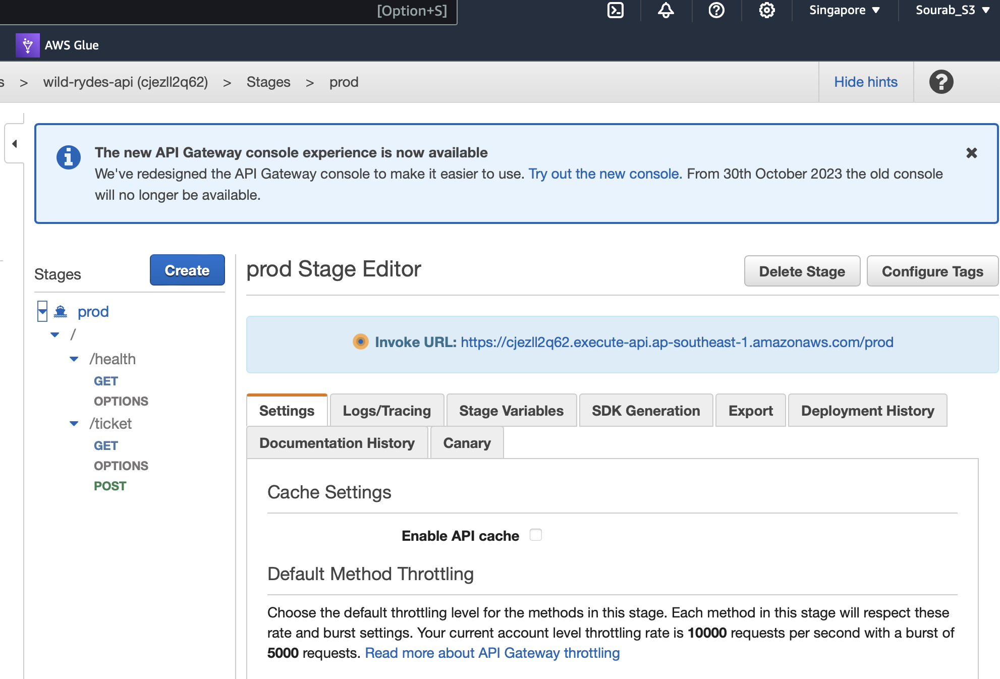 [Option+S]
Singapore ▼
Sourab_S3 ▼
AWS Glue
s > wild-rydes-api (cjezll2q62) > Stages > prod
Hide hints
The new API Gateway console experience is now available
We've redesigned the API Gateway console to make it easier to use. Try out the new console. From 30th October 2023 the old console
will no longer be available.
Stages
Create
prod
/
/health
GET
OPTIONS
/ticket
GET
OPTIONS
POST
prod Stage Editor
Delete Stage
Configure Tags
Invoke URL: https://cjezll2q62.execute-api.ap-southeast-1.amazonaws.com/prod
Settings
Logs/Tracing
Stage Variables
SDK Generation
Export
Deployment History
Documentation History
Canary
Cache Settings
Enable API cache
Default Method Throttling
Choose the default throttling level for the methods in this stage. Each method in this stage will respect these
rate and burst settings. Your current account level throttling rate is 10000 requests per second with a burst of
5000 requests. Read more about API Gateway throttling